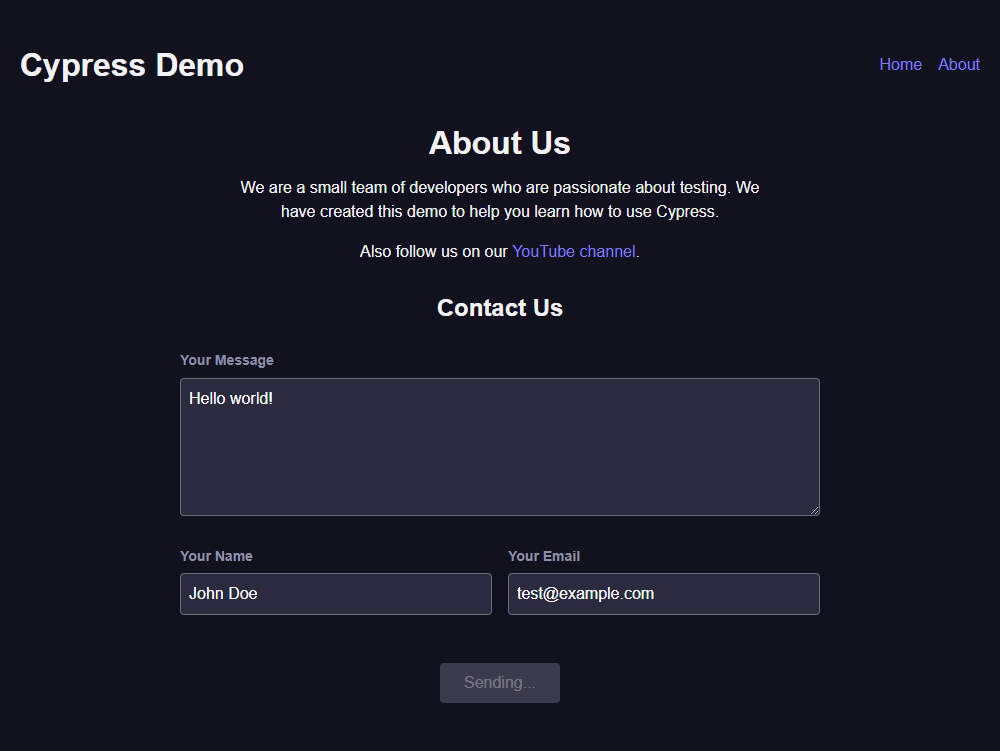 Cypress Demo
Home About
About Us
We are a small team of developers who are passionate about testing. We
have created this demo to help you learn how to use Cypress.
Also follow us on our YouTube channel.
Contact Us
Your Message
Hello world!
Your Name
Your Email
John Doe
test@example.com
Sending...